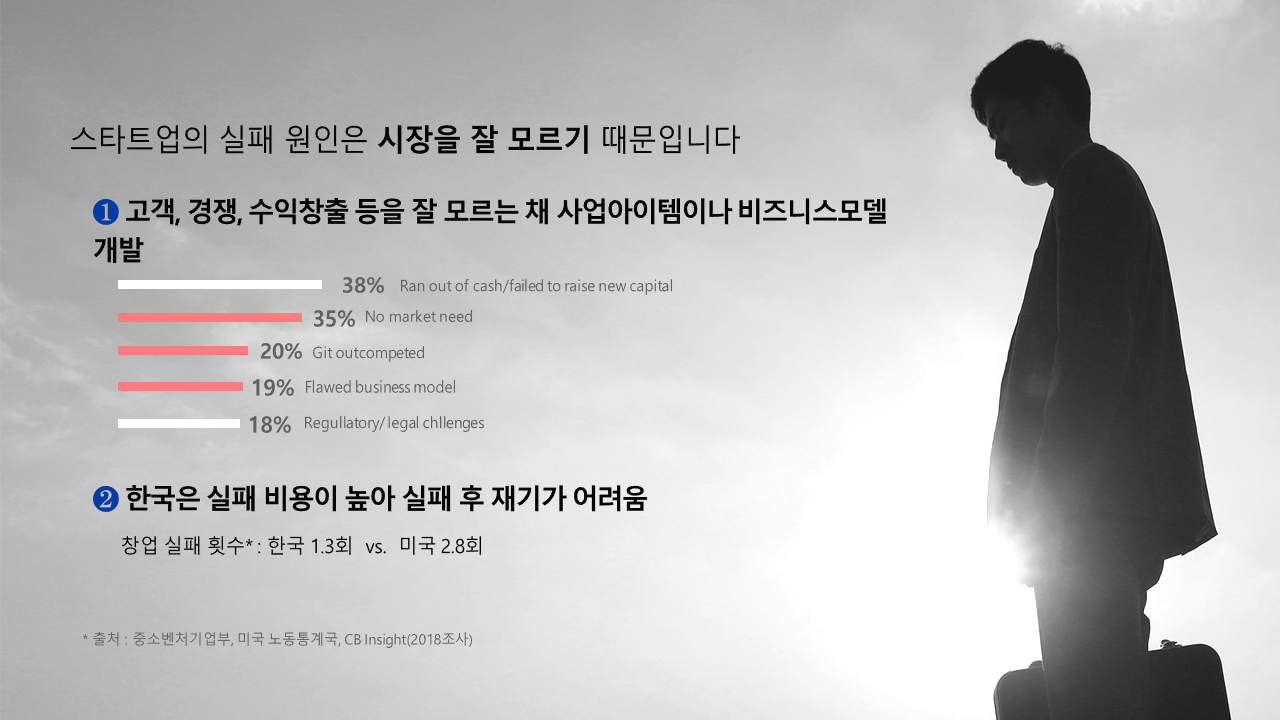 스타트업의 실패 원인은 시장을 잘 모르기 때문입니다
❶ 고객, 경쟁, 수익창출 등을 잘 모르는 채 사업아이템이나 비즈니스모델
개발
38% Ran out of cash/failed to raise new capital
35% No market need
20% Git outcompeted
19% Flawed business model
18% Regullatory/ legal chllenges
❷ 한국은 실패 비용이 높아 실패 후 재기가 어려움
창업 실패 횟수* : 한국 1.3회 vs. 미국 2.8회
* 출처 : 중소벤처기업부, 미국 노동통계국, CB Insight(2018조사)